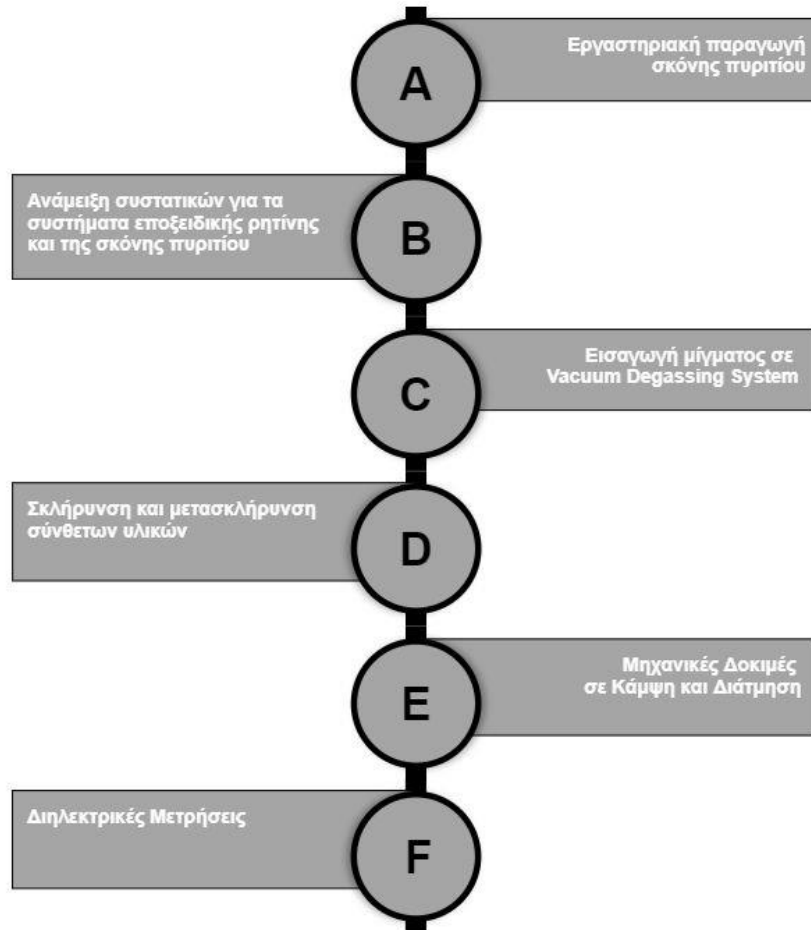 A
Εργαστηριακή παραγωγή
σκόνης πυριτίου
Ανάμειξη συστατικών για τα
συστήματα εποξειδικής ρητίνης
και της σκόνης πυριτίου
B
C
Εισαγωγή μίγματος σε
Vacuum Degassing System
Σκλήρυνση και μετασκλήρυνση
σύνθετων υλικών
D
E
Μηχανικές Δοκιμές
σε Κάμψη και Διάτμηση
Διηλεκτρικές Μετρήσεις
F